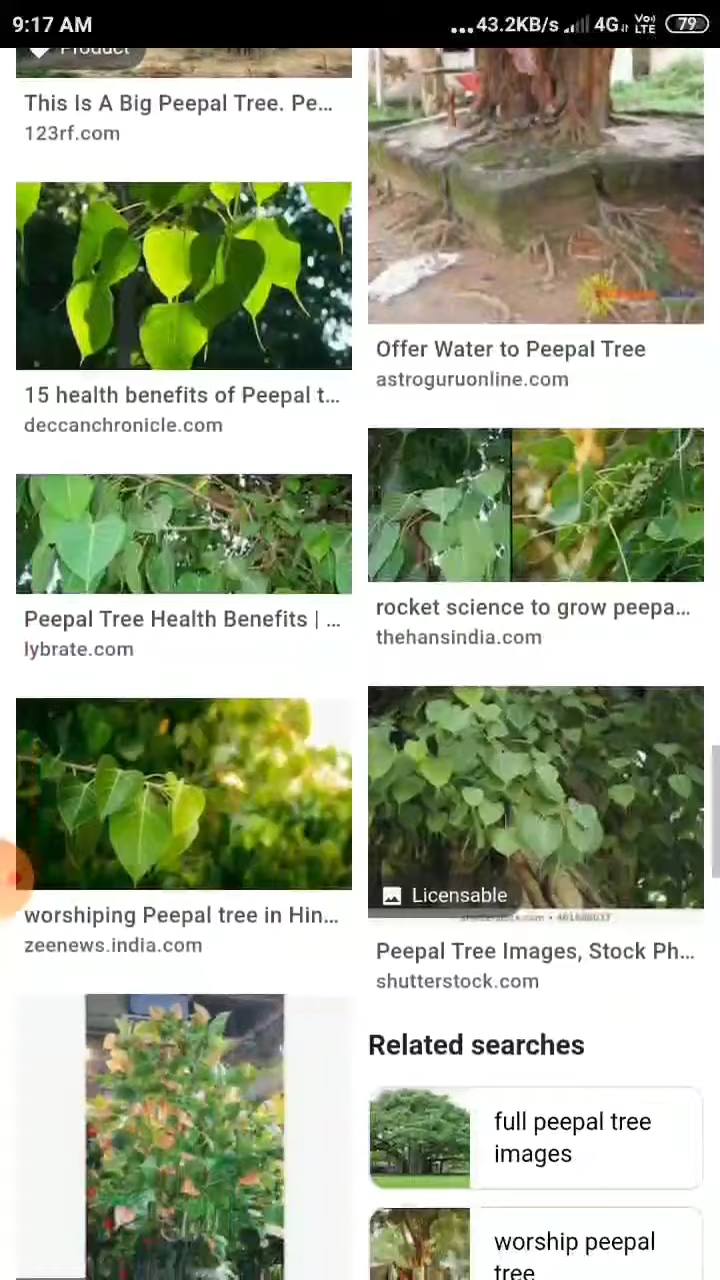 9:17 AM
43.2KB/s
4G
Vo)
LTE
79
Product
This Is A Big Peepal Tree. Pe...
123rf.com
15 health benefits of Peepal t...
deccanchronicle.com
Peepal Tree Health Benefits | ...
lybrate.com
worshiping Peepal tree in Hin...
zeenews.india.com
Offer Water to Peepal Tree
astroguruonline.com
rocket science to grow peepa...
thehansindia.com
Licensable
Peepal Tree Images, Stock Ph...
shutterstock.com
Related searches
full peepal tree
images
worship peepal
tree